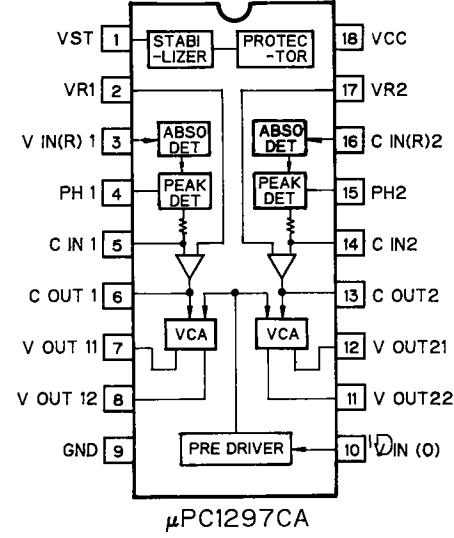 VST 1 STABI PROTEC 18 VCC
-LIZER -TOR
VR1 2 17 VR2
V IN(R) 1 3 ABSO ABSO 16 C IN(R)2
DET DET
PH 1 4 PEAK PEAK 15 PH2
DET DET
C IN 1 5 14 C IN2
C OUT 1 6 13 C OUT2
VCA VCA
V OUT 11 7 12 V OUT21
V OUT 12 8 11 V OUT22
GND 9 PRE DRIVER 10 IN (O)
μPC1297CA